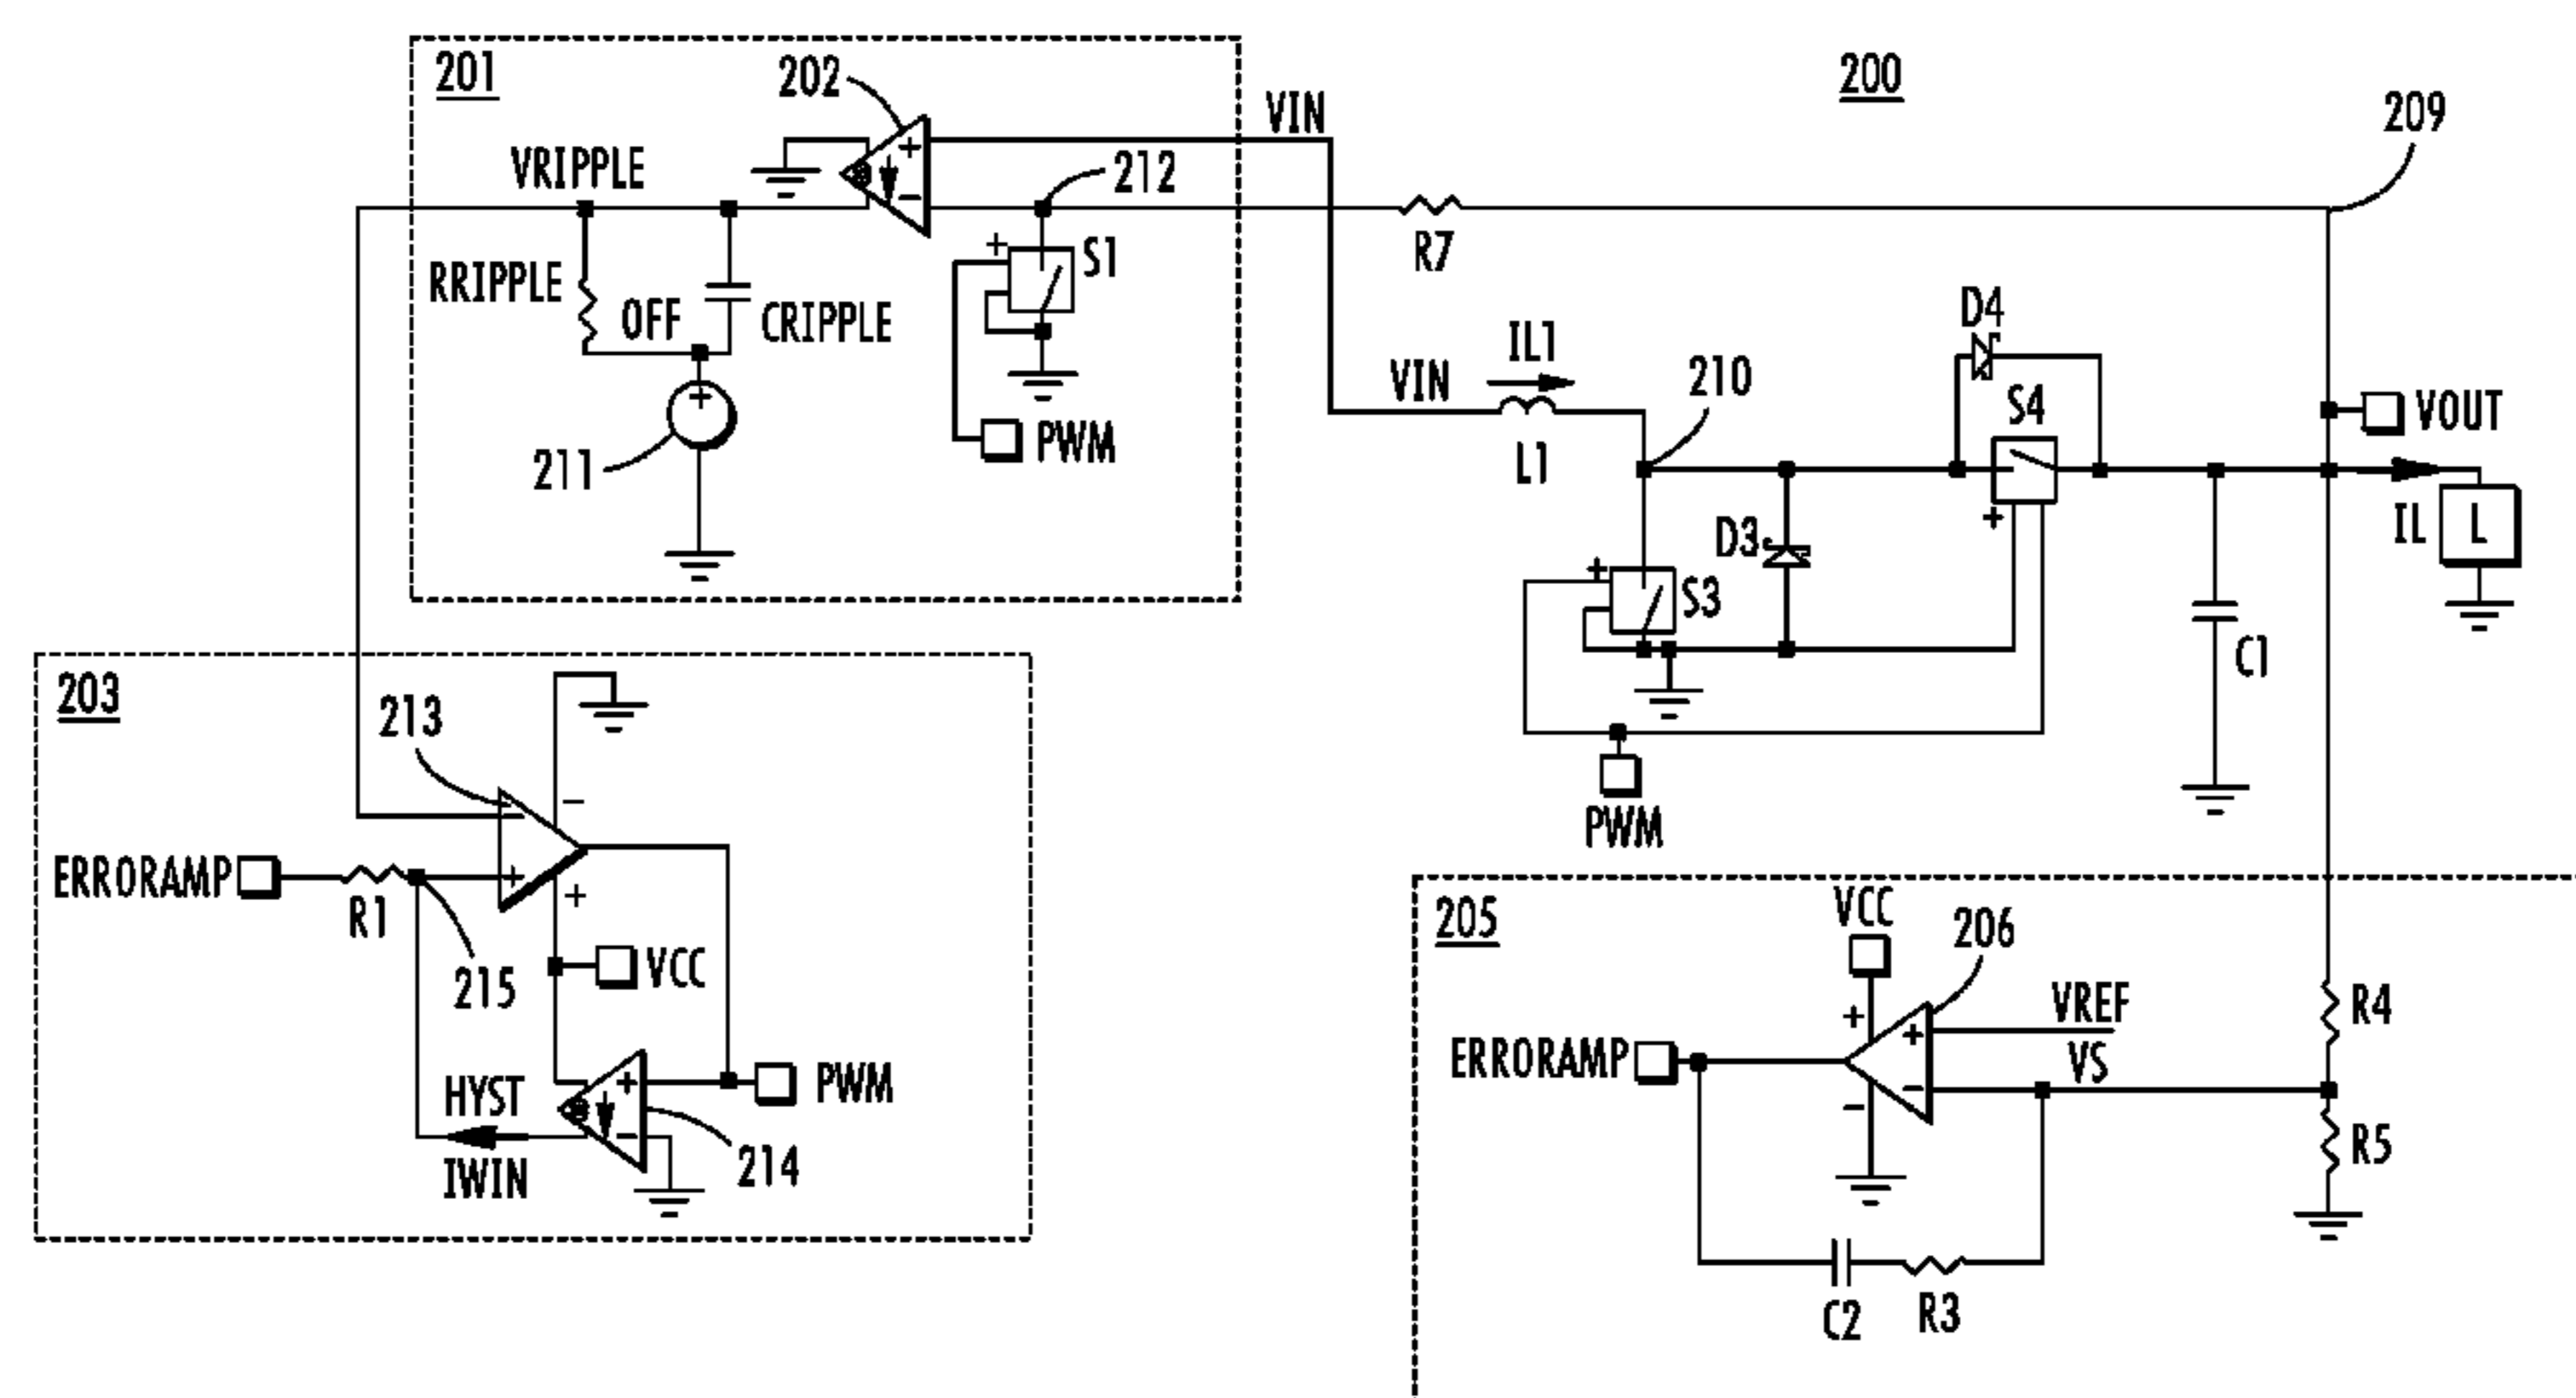 201
202
VIN
200
209
VRIPPLE
212
+
-
R7
RRIPPLE
OFF
CRIPPLE
+
S1
D4
IL1
VIN
210
S4
VOUT
211
+
PWM
L1
D3
+
IL
L
+
S3
C1
203
213
-
PWM
-
ERRORAMP
+
+
R1
205
VCC
206
215
VCC
+
+
VREF
R4
ERRORAMP
VS
-
-
HYST
+
PWM
IWIN
-
214
R5
C2
R3